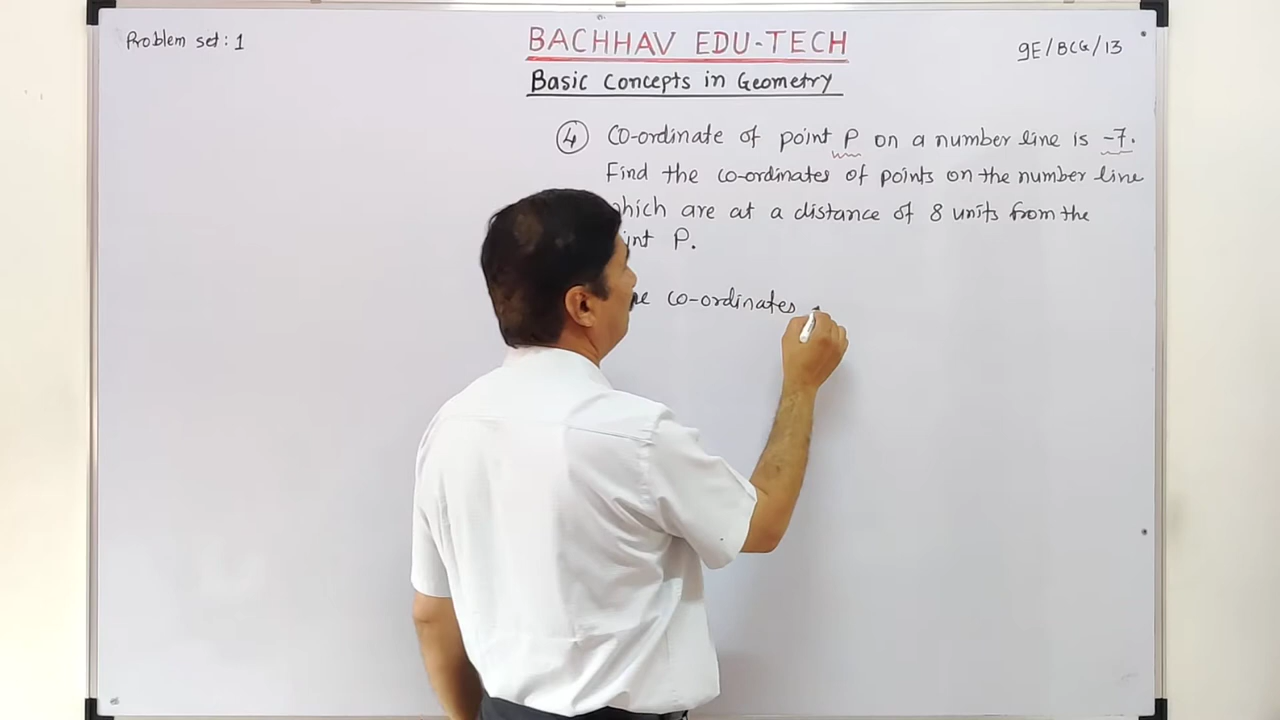 Problem set: 1
BACHHAV EDU-TECH
9E/BCG/13
Basic Concepts in Geometry
4 Co-ordinate of point P on a number line is -7.
Find the co-ordinates of points on the number line
which are at a distance of 8 units from the
P.
co-ordinates